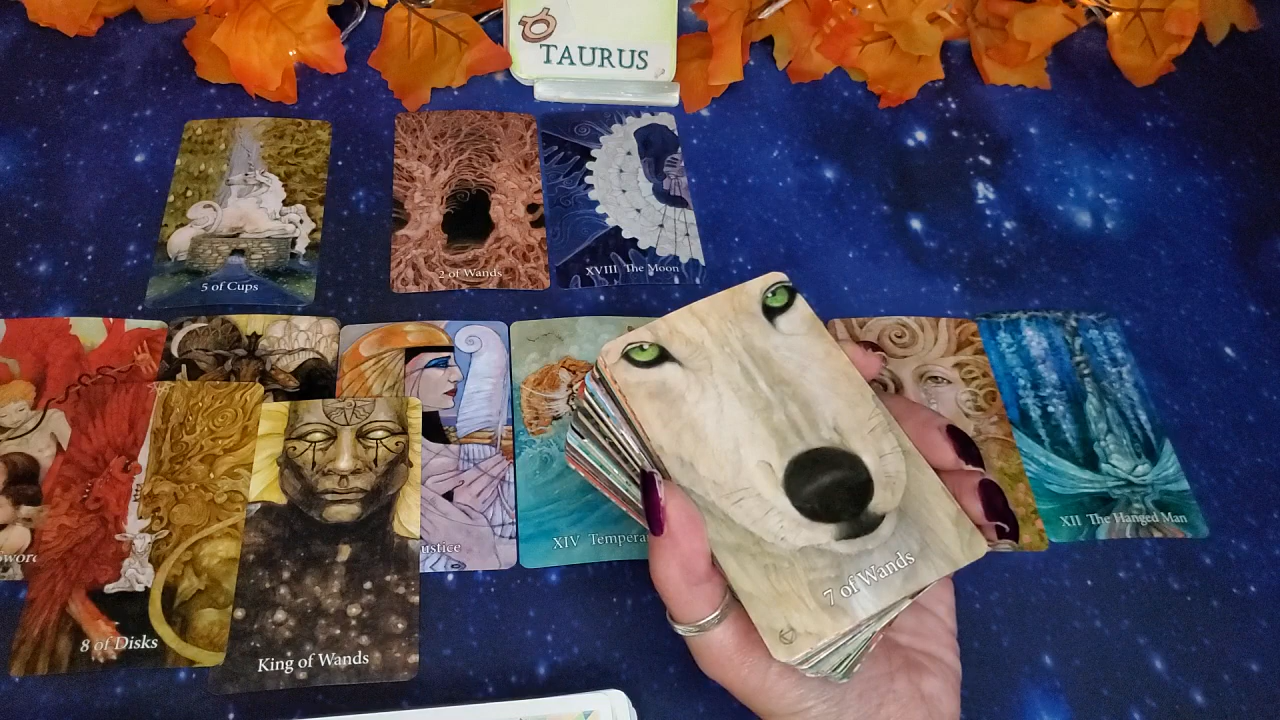 TAURUS
5 of Cups
2 of Wands
XVIII The Moon
XII The Hanged Man
XIV Tempera
ustice
7 of Wands
8 of Disks
King of Wands